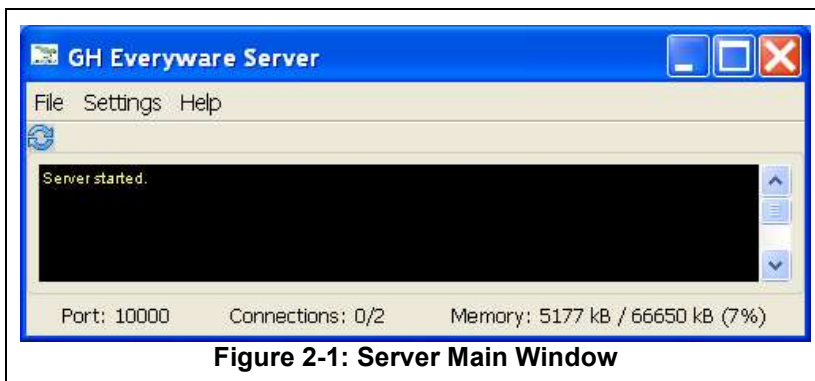 GH Everyware Server
File Settings Help
Server started.
Port: 10000 Connections: 0/2 Memory: 5177 kB / 66650 kB (7%)
Figure 2-1: Server Main Window